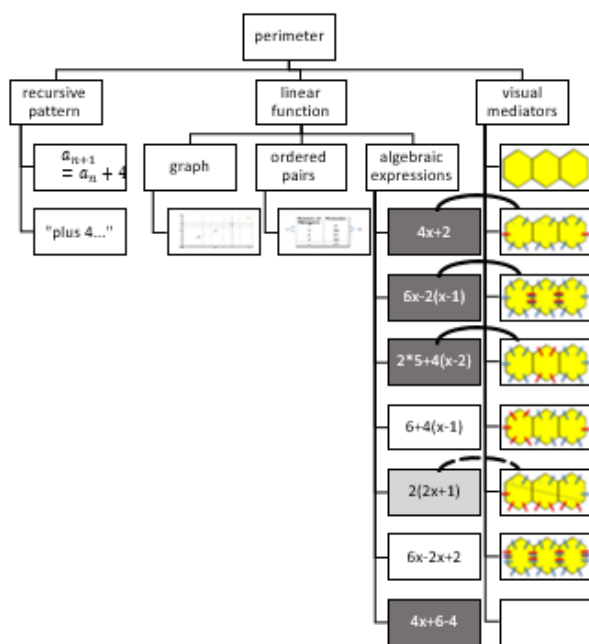 perimeter
recursive
pattern
linear
function
visual
mediators
aₙ₊₁
= aₙ + 4
graph
ordered
pairs
algebraic
expressions
"plus 4..."
4x+2
6x-2(x-1)
2*5+4(x-2)
6+4(x-1)
2(2x+1)
6x-2x+2
4x+6-4